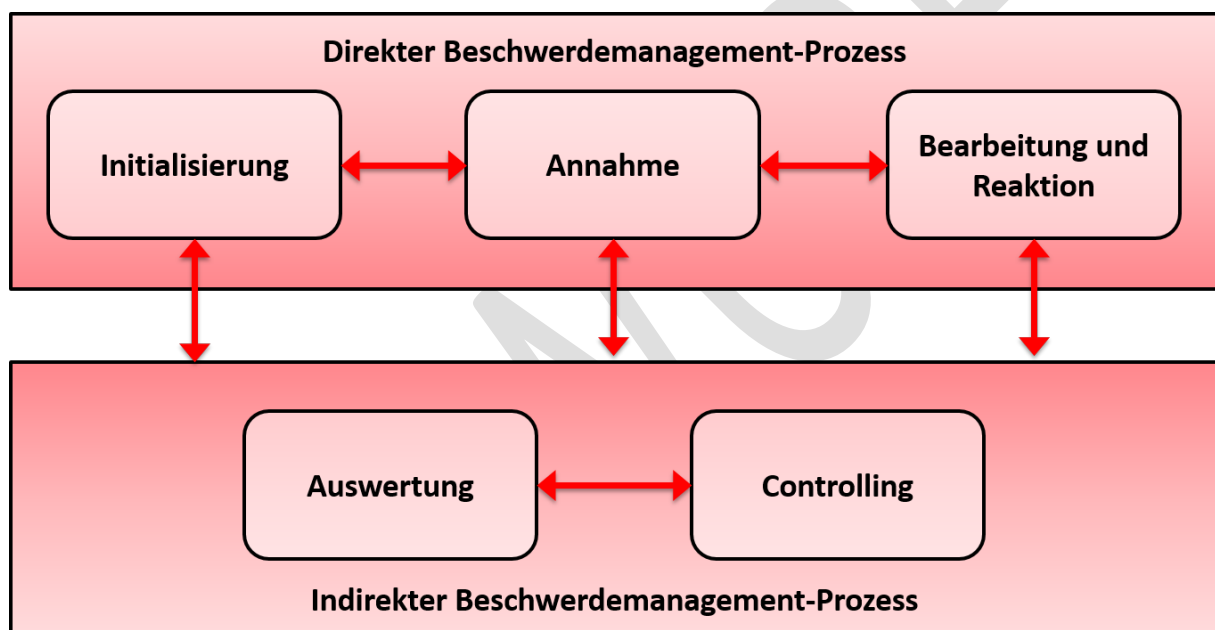 Direkter Beschwerdemanagement-Prozess
Initialisierung
Annahme
Bearbeitung und
Reaktion
Auswertung
Controlling
Indirekter Beschwerdemanagement-Prozess